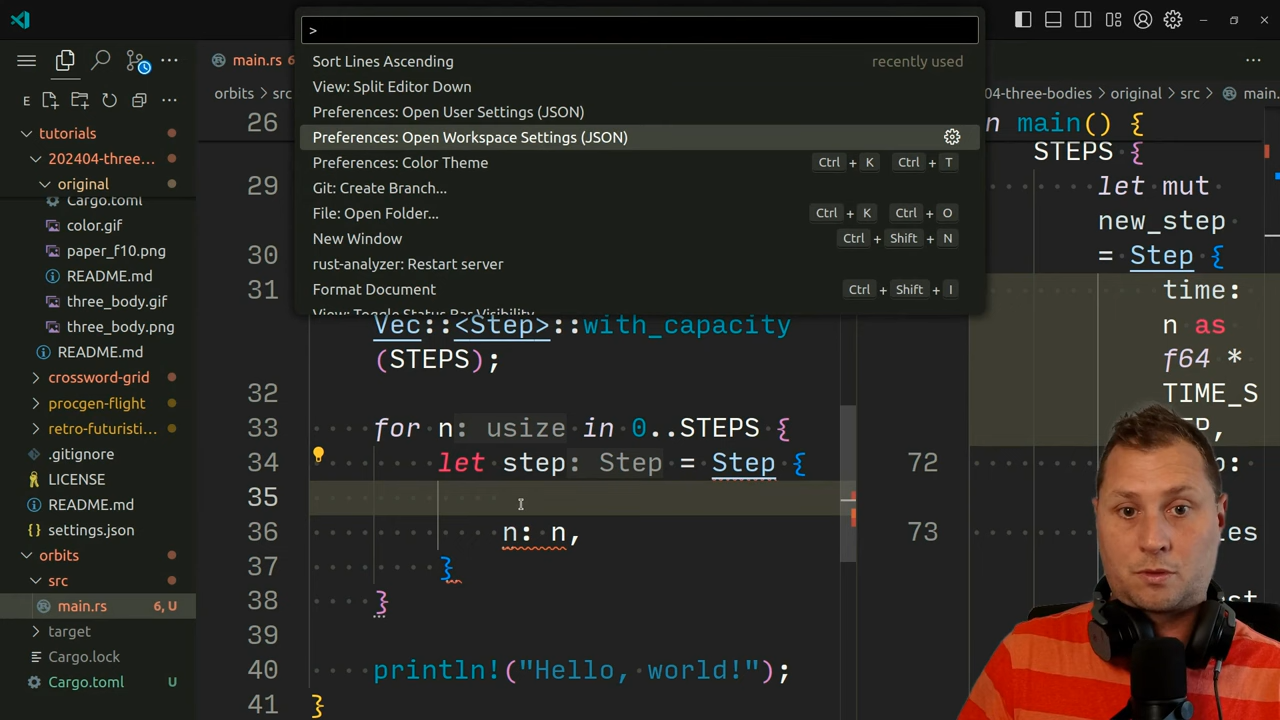 >
Sort Lines Ascending recently used
View: Split Editor Down
Preferences: Open User Settings (JSON)
Preferences: Open Workspace Settings (JSON)
Preferences: Color Theme Ctrl + K Ctrl + T
Git: Create Branch...
File: Open Folder... Ctrl + K Ctrl + O
New Window Ctrl + Shift + N
rust-analyzer: Restart server
Format Document Ctrl + Shift + I
View: Toggle Status Bar Visibility
E
tutorials
202404-three...
original
Cargo.toml
color.gif
paper_f10.png
README.md
three_body.gif
three_body.png
README.md
crossword-grid
procgen-flight
retro-futuristi...
.gitignore
LICENSE
README.md
settings.json
orbits
src
main.rs 6, U
target
Cargo.lock
Cargo.toml U
main.rs 6
orbits > src
26
29
30
31
Vec::<Step>::with_capacity
(STEPS);
32
33 for n: usize in 0..STEPS {
34 let step: Step = Step {
35
36 n: n,
37 }
38 }
39
40 println!("Hello, world!");
41 }
04-three-bodies > original > src > main.
n main() {
STEPS {
let mut
new_step
= Step {
time:
n as
f64 *
TIME_S
72
73